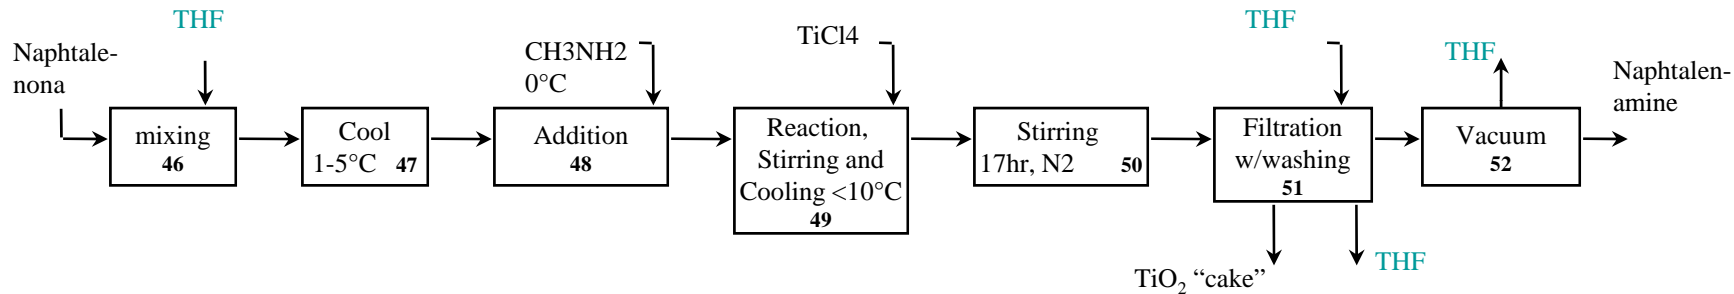 THF
Naphtale-
nona
mixing
46
Cool
1-5°C 47
CH3NH2
0°C
Addition
48
TiCl4
Reaction,
Stirring and
Cooling <10°C
49
Stirring
17hr, N2 50
THF
Filtration
w/washing
51
TiO₂ “cake”
THF
THF
Vacuum
52
Naphtalen-
amine